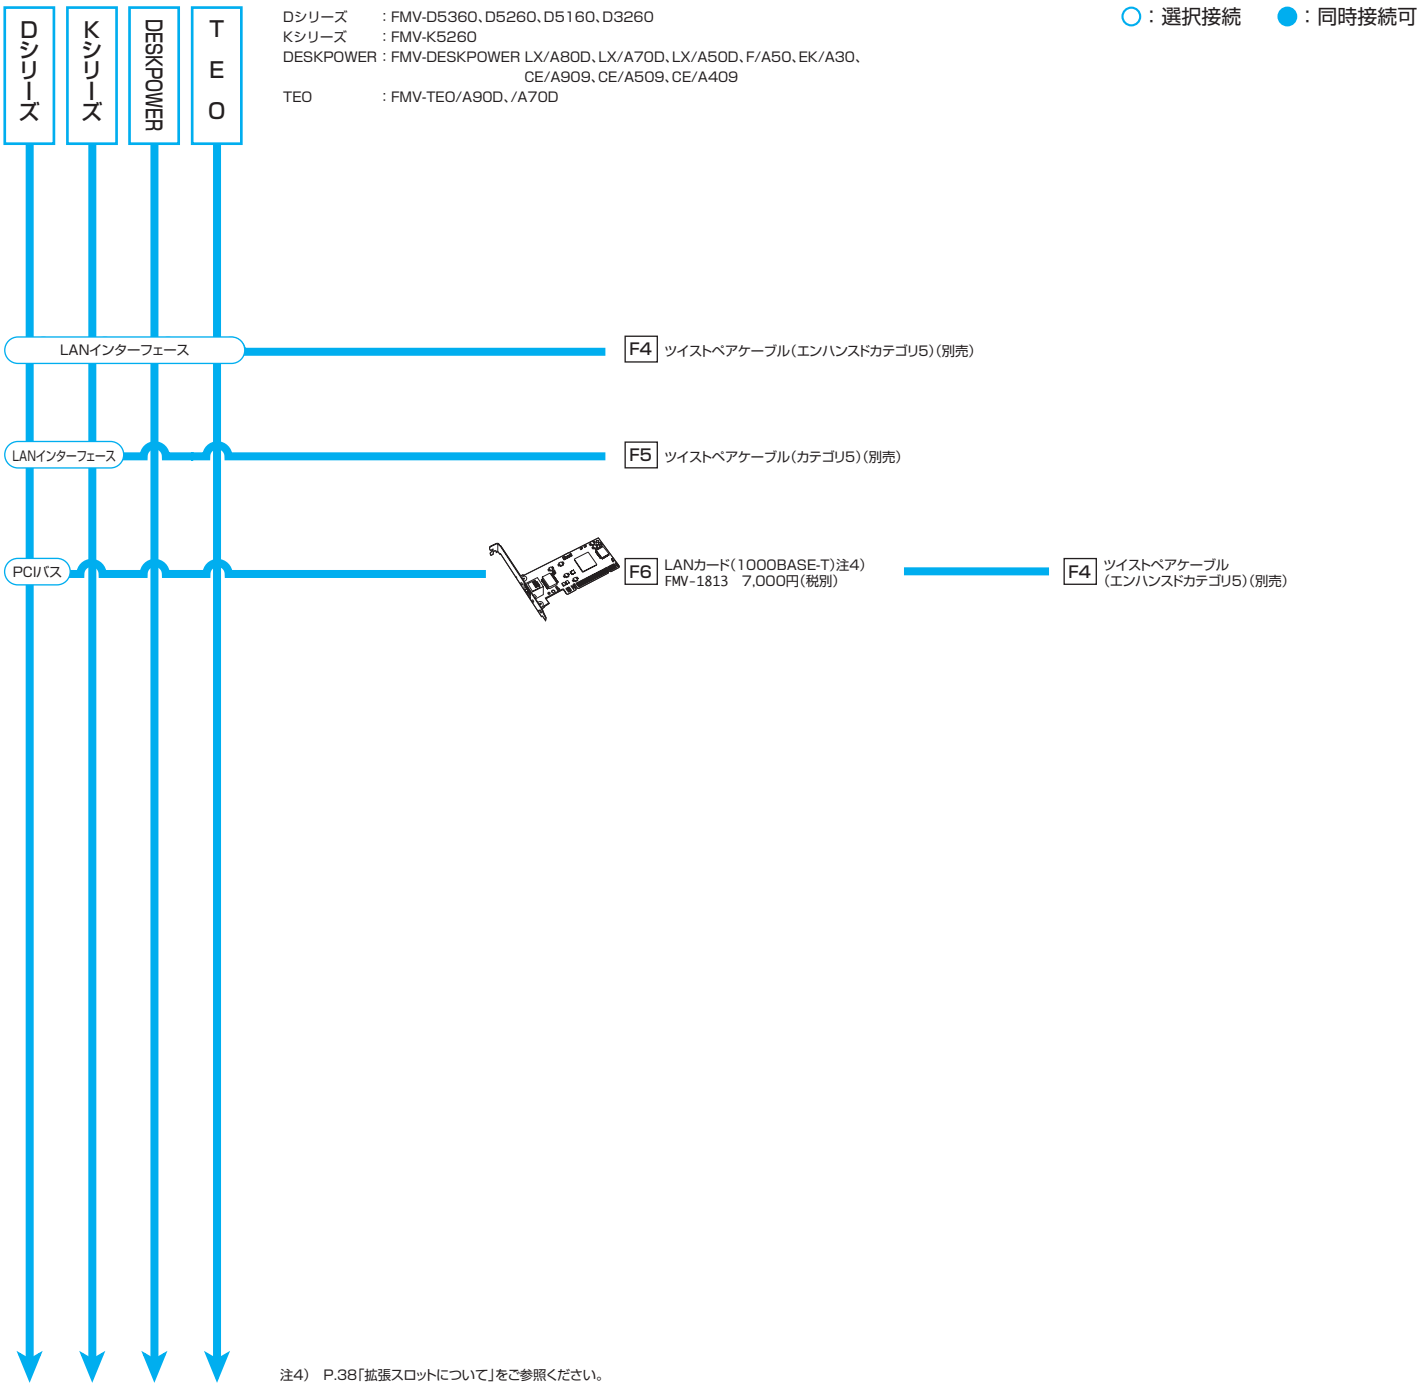 Dシリーズ
Kシリーズ
DESKPOWER
TEO
Dシリーズ ：FMV-D5360、D5260、D5160、D3260
Kシリーズ ：FMV-K5260
DESKPOWER：FMV-DESKPOWER LX/A80D、LX/A70D、LX/A50D、F/A50、EK/A30、
CE/A909、CE/A509、CE/A409
TEO ：FMV-TEO/A90D、/A70D
：選択接続 ：同時接続可
LANインターフェース
F4 ツイストペアケーブル（エンハンスドカテゴリ5）（別売）
LANインターフェース
F5 ツイストペアケーブル（カテゴリ5）（別売）
PCIバス
F6 LANカード（1000BASE-T）注4）
FMV-1813 7,000円（税別）
F4 ツイストペアケーブル
（エンハンスドカテゴリ5）（別売）
注4） P.38「拡張スロットについて」をご参照ください。